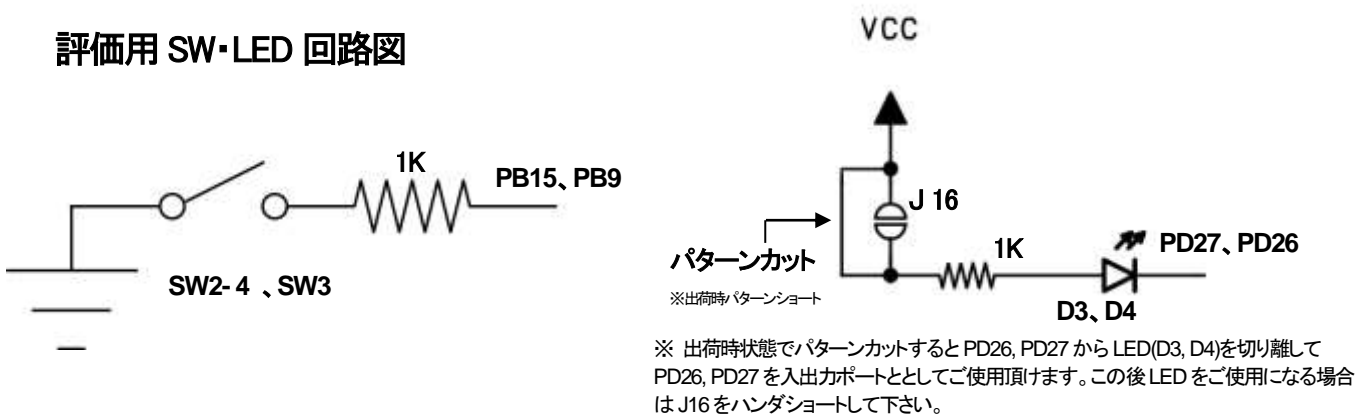 評価用 SW・LED 回路図
1K
PB15、PB9
SW2-4 、SW3
VCC
J 16
パターンカット
※出荷時パターンショート
1K
PD27、PD26
D3、D4
※ 出荷時状態でパターンカットすると PD26, PD27 から LED(D3, D4)を切り離して
PD26, PD27 を入出力ポートととしてご使用頂けます。この後 LED をご使用になる場合
は J16 をハンダショートして下さい。